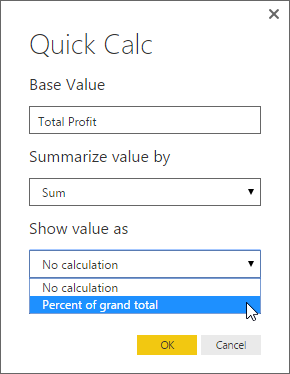 Quick Calc
Base Value
Total Profit
Summarize value by
Sum
Show value as
No calculation
No calculation
Percent of grand total
OK Cancel